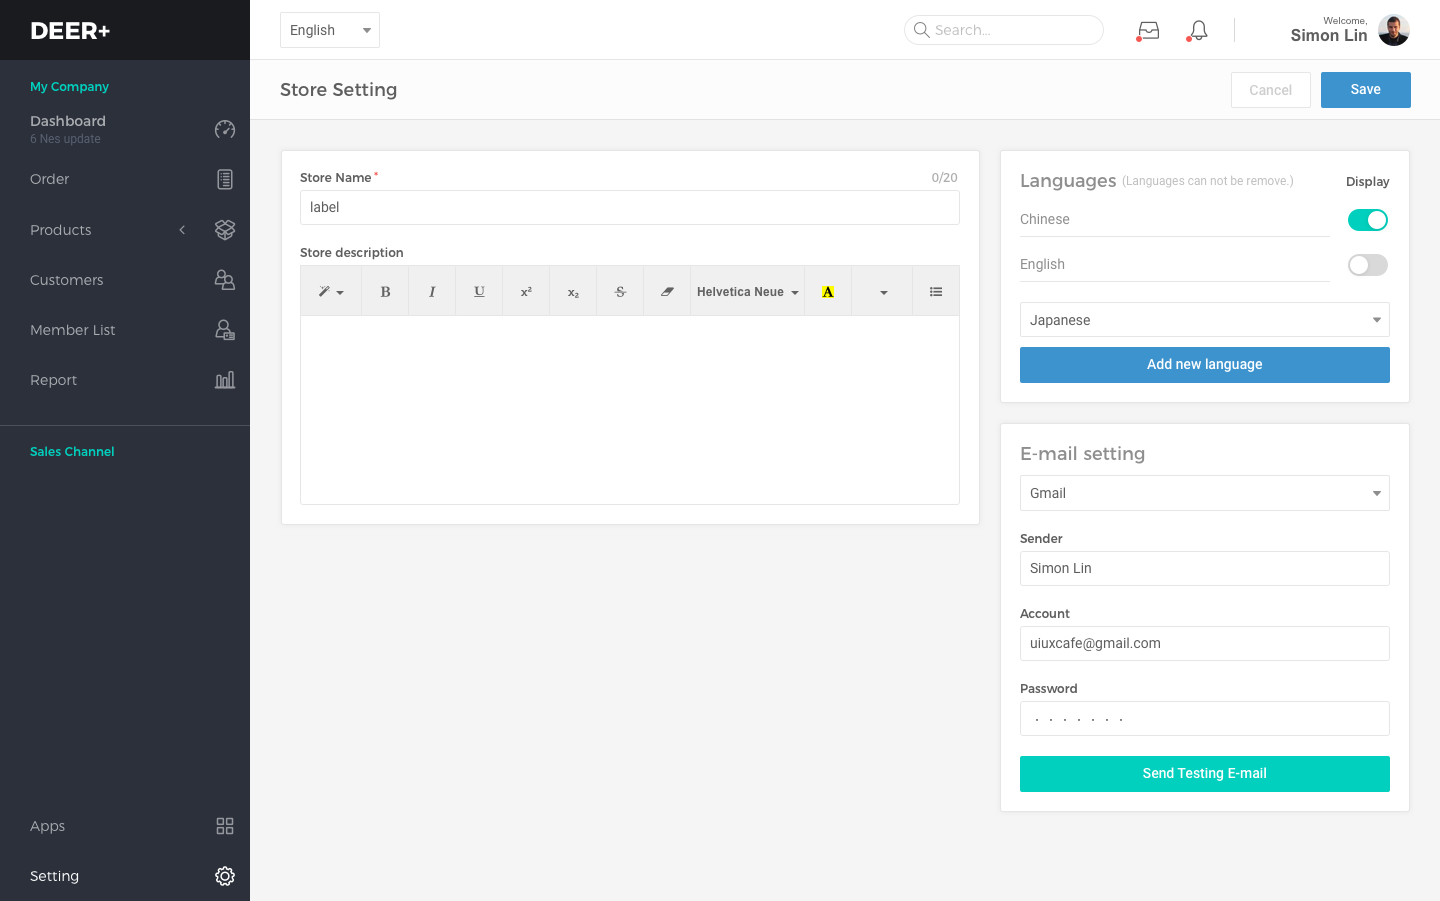 DEER+
English
Search...
Welcome,
Simon Lin
My Company
Dashboard
6 Nes update
Order
Products
Customers
Member List
Report
Sales Channel
Apps
Setting
Store Setting
Cancel
Save
Store Name*
0/20
label
Store description
B I U x² x₂ S Helvetica Neue A
Languages (Languages can not be remove.) Display
Chinese
English
Japanese
Add new language
E-mail setting
Gmail
Sender
Simon Lin
Account
uiuxcafe@gmail.com
Password
Send Testing E-mail